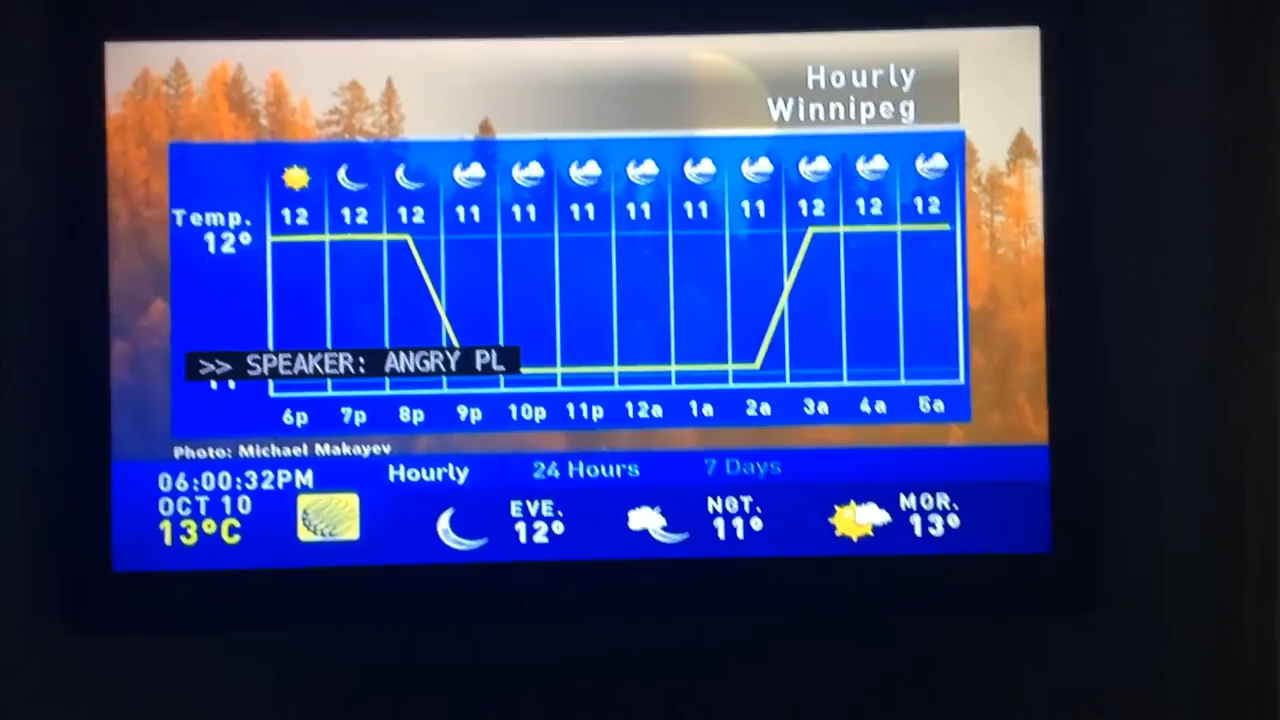 Hourly
Winnipeg
Temp. 12 12 12 11 11 11 11 11 11 12 12 12
12°
>> SPEAKER: ANGRY PL
6p 7p 8p 9p 10p 11p 12a 1a 2a 3a 4a 5a
Photo: Michael Makayev
06:00:32PM Hourly 24 Hours 7 Days
OCT 10 EVE. NGT. MOR.
13°C 12° 11° 13°